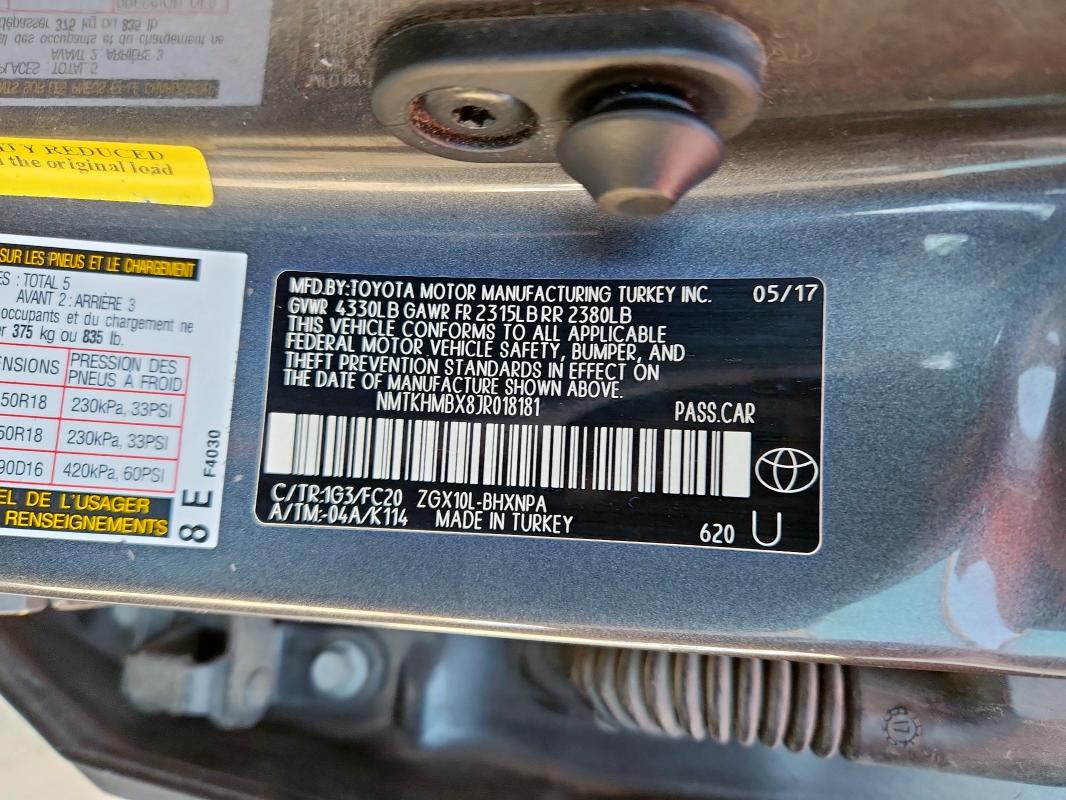 ITY REDUCED
the original load
SUR LES PNEUS ET LE CHARGEMENT
ES : TOTAL 5
AVANT 2 : ARRIÈRE 3
occupants et du chargement ne
er 375 kg ou 835 lb.
ENSIONS PRESSION DES PNEUS A FROID
50R18 230kPa, 33PSI
50R18 230kPa, 33PSI
90D16 420kPa, 60PSI
EL DE L'USAGER
RENSEIGNEMENTS
8 E F4030
MFD.BY:TOYOTA MOTOR MANUFACTURING TURKEY INC. 05/17
GVWR 4330LB GAWR FR 2315LB RR 2380LB
THIS VEHICLE CONFORMS TO ALL APPLICABLE
FEDERAL MOTOR VEHICLE SAFETY, BUMPER, AND
THEFT PREVENTION STANDARDS IN EFFECT ON
THE DATE OF MANUFACTURE SHOWN ABOVE.
NMTKHMBX8JR018181 PASS.CAR
C/TR:1G3/FC20 ZGX10L-BHXNPA
A/TM:-04A/K114 MADE IN TURKEY
620 U
17